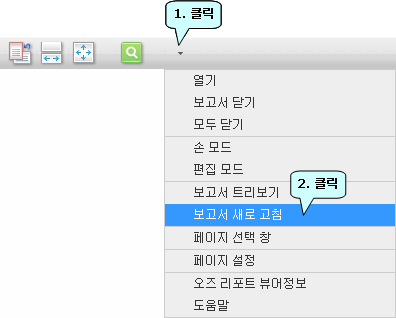 1. 클릭
열기
보고서 닫기
모두 닫기
손 모드
편집 모드
보고서 트리보기
2. 클릭
보고서 새로 고침
페이지 선택 창
페이지 설정
오즈 리포트 뷰어정보
도움말